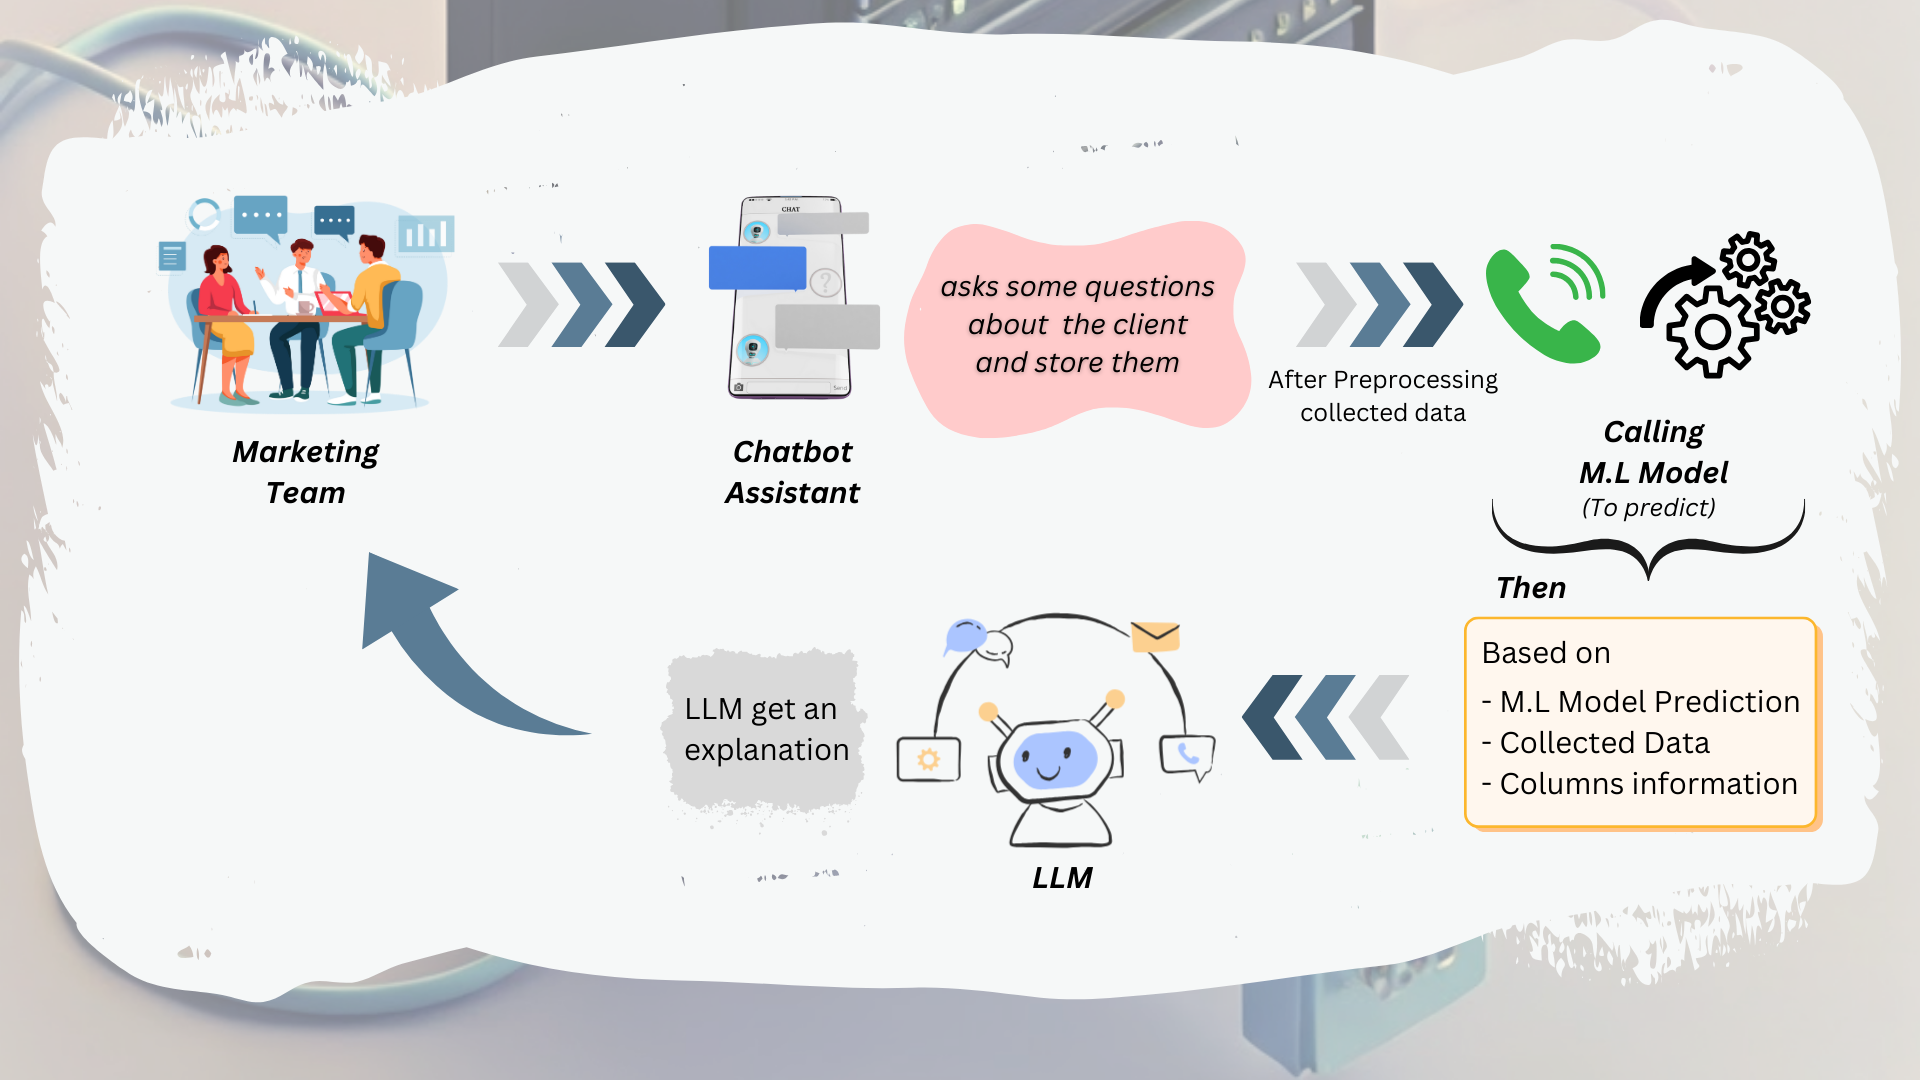 CHAT
Send
asks some questions
about the client
and store them
After Preprocessing
collected data
Marketing
Team
Chatbot
Assistant
Calling
M.L Model
(To predict)
Then
Based on
- M.L Model Prediction
- Collected Data
- Columns information
LLM get an
explanation
LLM